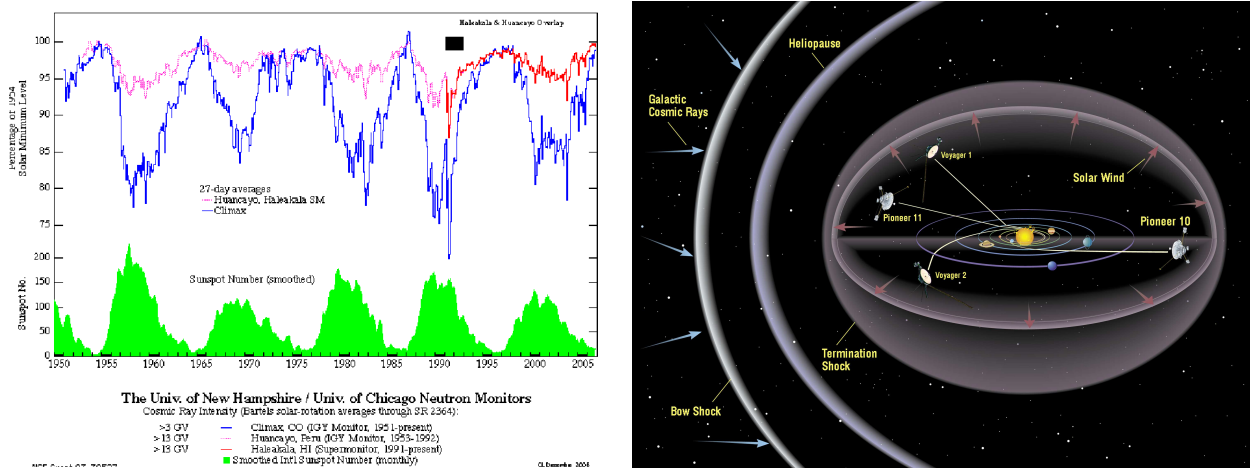 Haleakala & Huancayo Overlap
Percentage of 1954
Solar Minimum Level
100
95
90
85
80
75
27-day averages
Huancayo, Haleakala SM
Climax
Sunspot Number (smoothed)
Sunspot No.
200
150
100
50
0
1950 1955 1960 1965 1970 1975 1980 1985 1990 1995 2000 2005
The Univ. of New Hampshire / Univ. of Chicago Neutron Monitors
Cosmic Ray Intensity (Bartels solar-rotation averages through SR 2364):
>3 GV Climax, CO (IGY Monitor, 1951-present)
>13 GV Huancayo, Peru (IGY Monitor, 1953-1992)
>13 GV Haleakala, HI (Supermonitor, 1991-present)
Smoothed Int'l Sunspot Number (monthly)
Heliopause
Galactic
Cosmic Rays
Voyager 1
Solar Wind
Pioneer 11
Pioneer 10
Voyager 2
Termination
Shock
Bow Shock